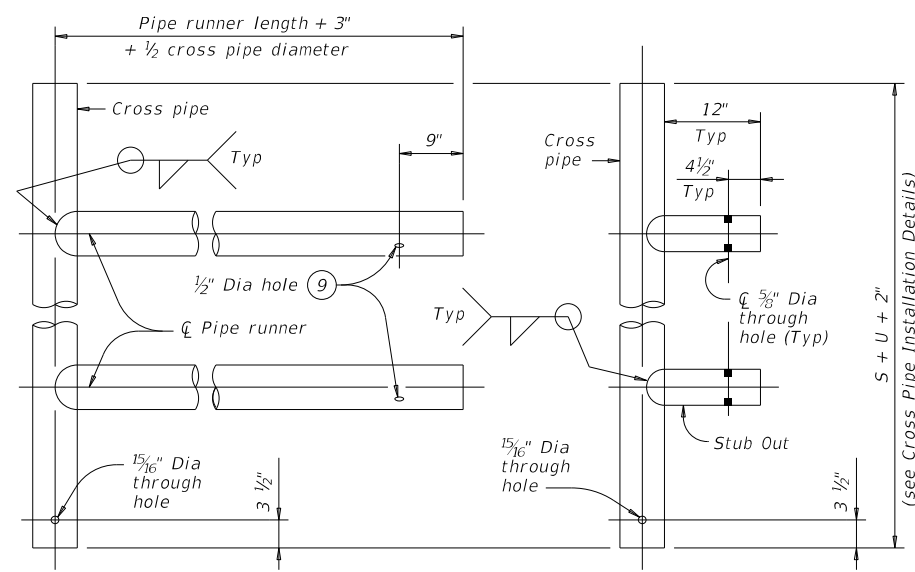 Pipe runner length + 3"
+ ½ cross pipe diameter
Cross pipe
Typ
9"
½" Dia hole 9
℄ Pipe runner
15/16" Dia
through
hole
3 ½"
Cross
pipe
12"
Typ
4½"
Typ
Typ
℄ ⅝" Dia
through
hole (Typ)
Stub Out
15/16" Dia
through
hole
3 ½"
S + U + 2"
(see Cross Pipe Installation Details)